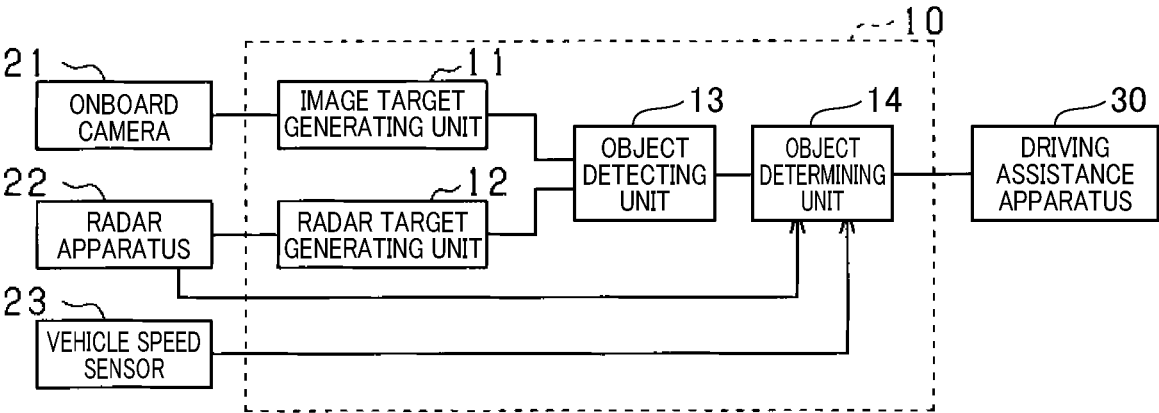 10
21
ONBOARD
CAMERA
11
IMAGE TARGET
GENERATING UNIT
13
OBJECT
DETECTING
UNIT
14
OBJECT
DETERMINING
UNIT
30
DRIVING
ASSISTANCE
APPARATUS
22
RADAR
APPARATUS
12
RADAR TARGET
GENERATING UNIT
23
VEHICLE SPEED
SENSOR